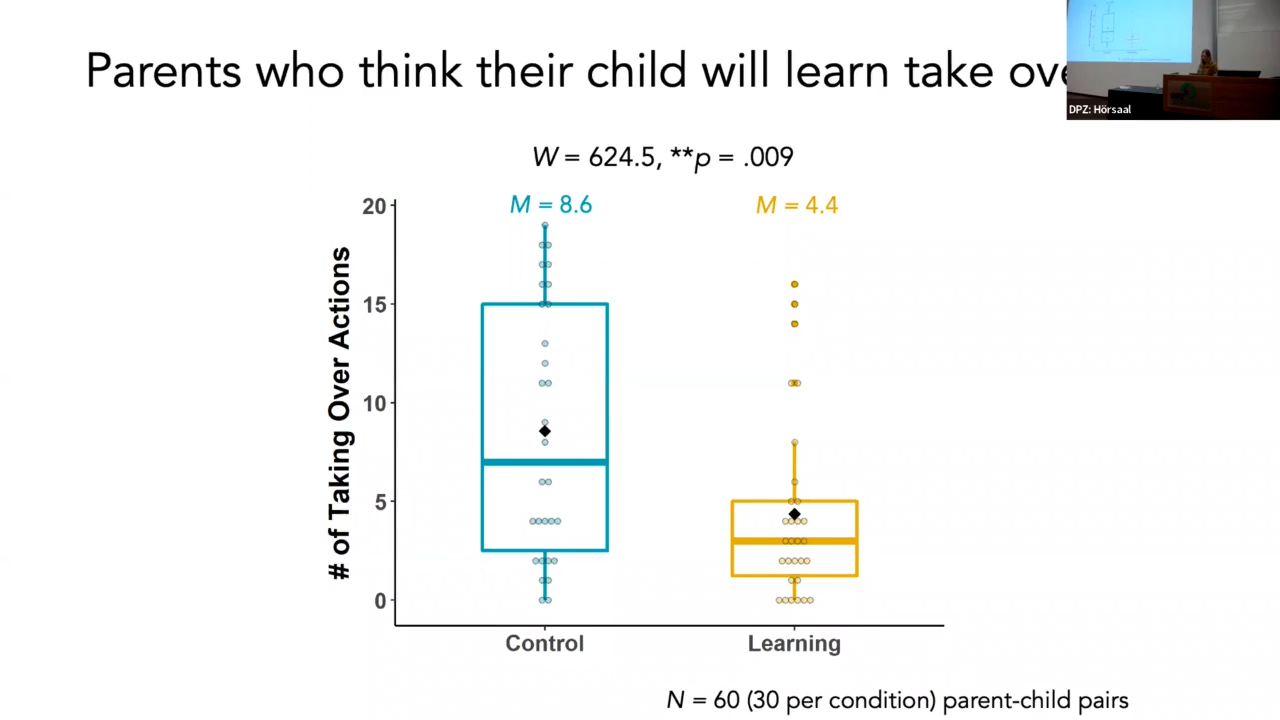 Parents who think their child will learn take
DPZ: Hörsaal
W = 624.5, **p = .009
M = 8.6
M = 4.4
# of Taking Over Actions
20
15
10
5
0
Control
Learning
N = 60 (30 per condition) parent-child pairs